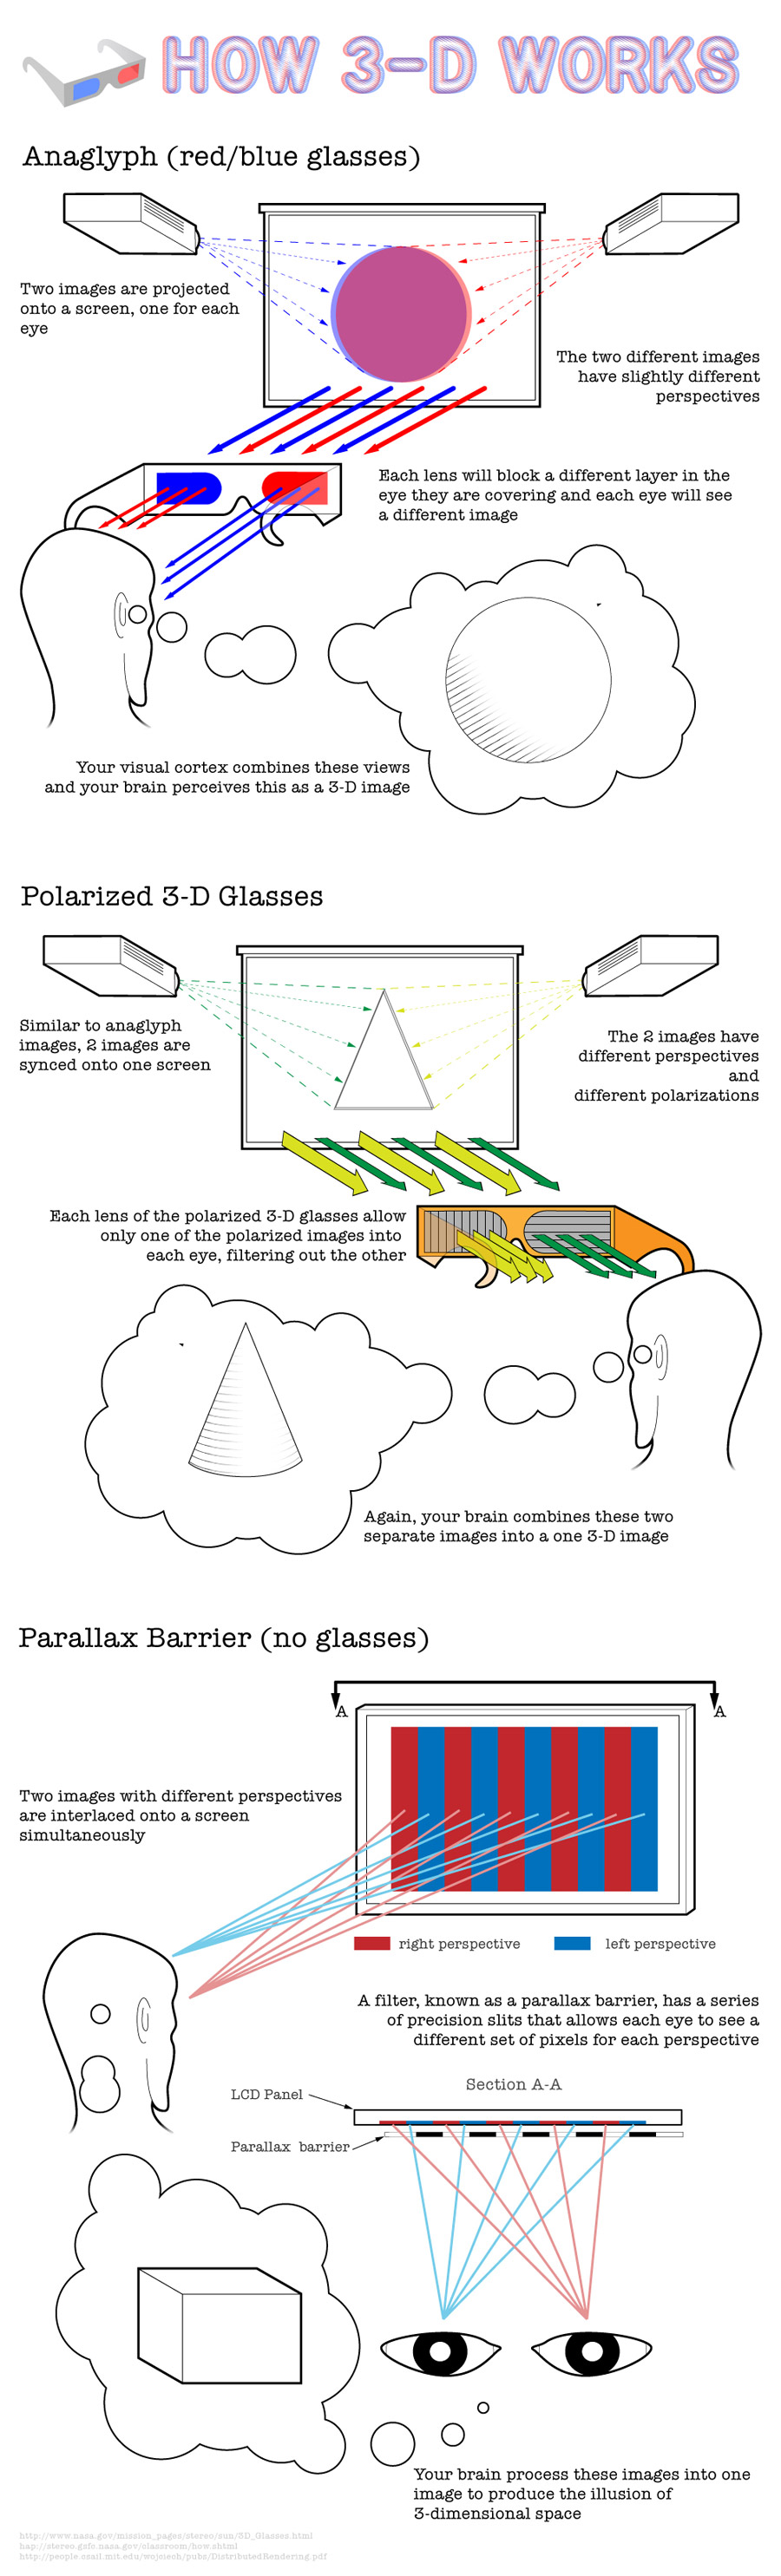 HOW 3-D WORKS
Anaglyph (red/blue glasses)
Two images are projected
onto a screen, one for each
eye
The two different images
have slightly different
perspectives
Each lens will block a different layer in the
eye they are covering and each eye will see
a different image
Your visual cortex combines these views
and your brain perceives this as a 3-D image
Polarized 3-D Glasses
Similar to anaglyph
images, 2 images are
synced onto one screen
The 2 images have
different perspectives
and
different polarizations
Each lens of the polarized 3-D glasses allow
only one of the polarized images into
each eye, filtering out the other
Again, your brain combines these two
separate images into a one 3-D image
Parallax Barrier (no glasses)
A A
Two images with different perspectives
are interlaced onto a screen
simultaneously
right perspective left perspective
A filter, known as a parallax barrier, has a series
of precision slits that allows each eye to see a
different set of pixels for each perspective
Section A-A
LCD Panel
Parallax barrier
Your brain process these images into one
image to produce the illusion of
3-dimensional space
http://www.nasa.gov/mission_pages/stereo/sun/3D_Glasses.html
hap://stereo.gsfc.nasa.gov/classroom/how.shtml
http://people.csail.mit.edu/wojciech/pubs/DistributedRendering.pdf